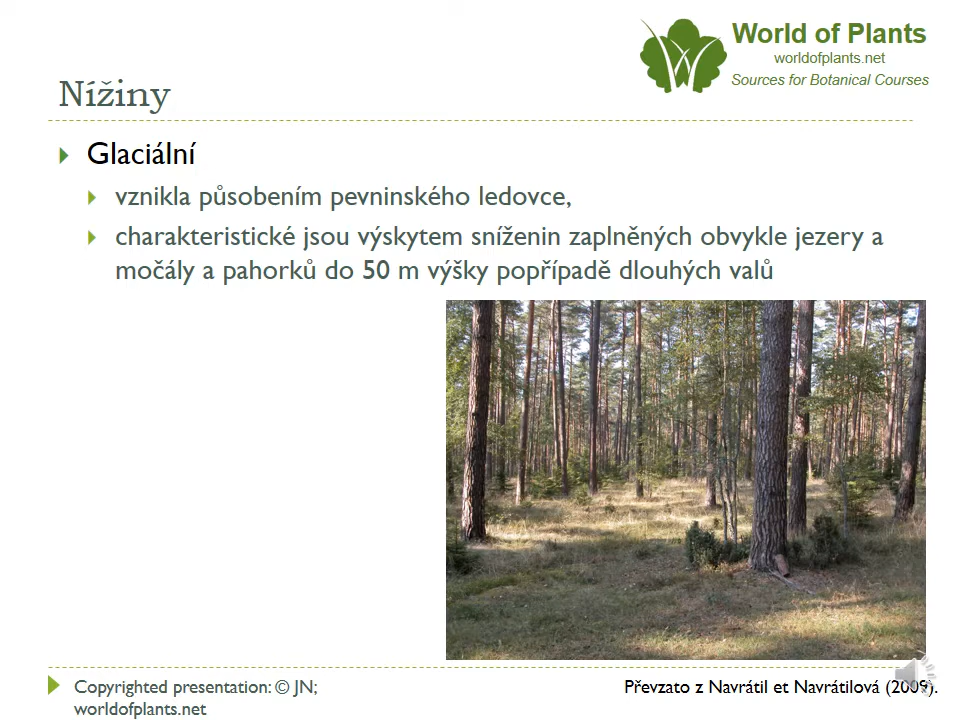 World of Plants
worldofplants.net
Sources for Botanical Courses
Nížiny
Glaciální
vznikla působením pevninského ledovce,
charakteristické jsou výskytem sníženin zaplněných obvykle jezery a
močály a pahorků do 50 m výšky popřípadě dlouhých valů
Copyrighted presentation: © JN;
worldofplants.net
Převzato z Navrátil et Navrátilová (2009).